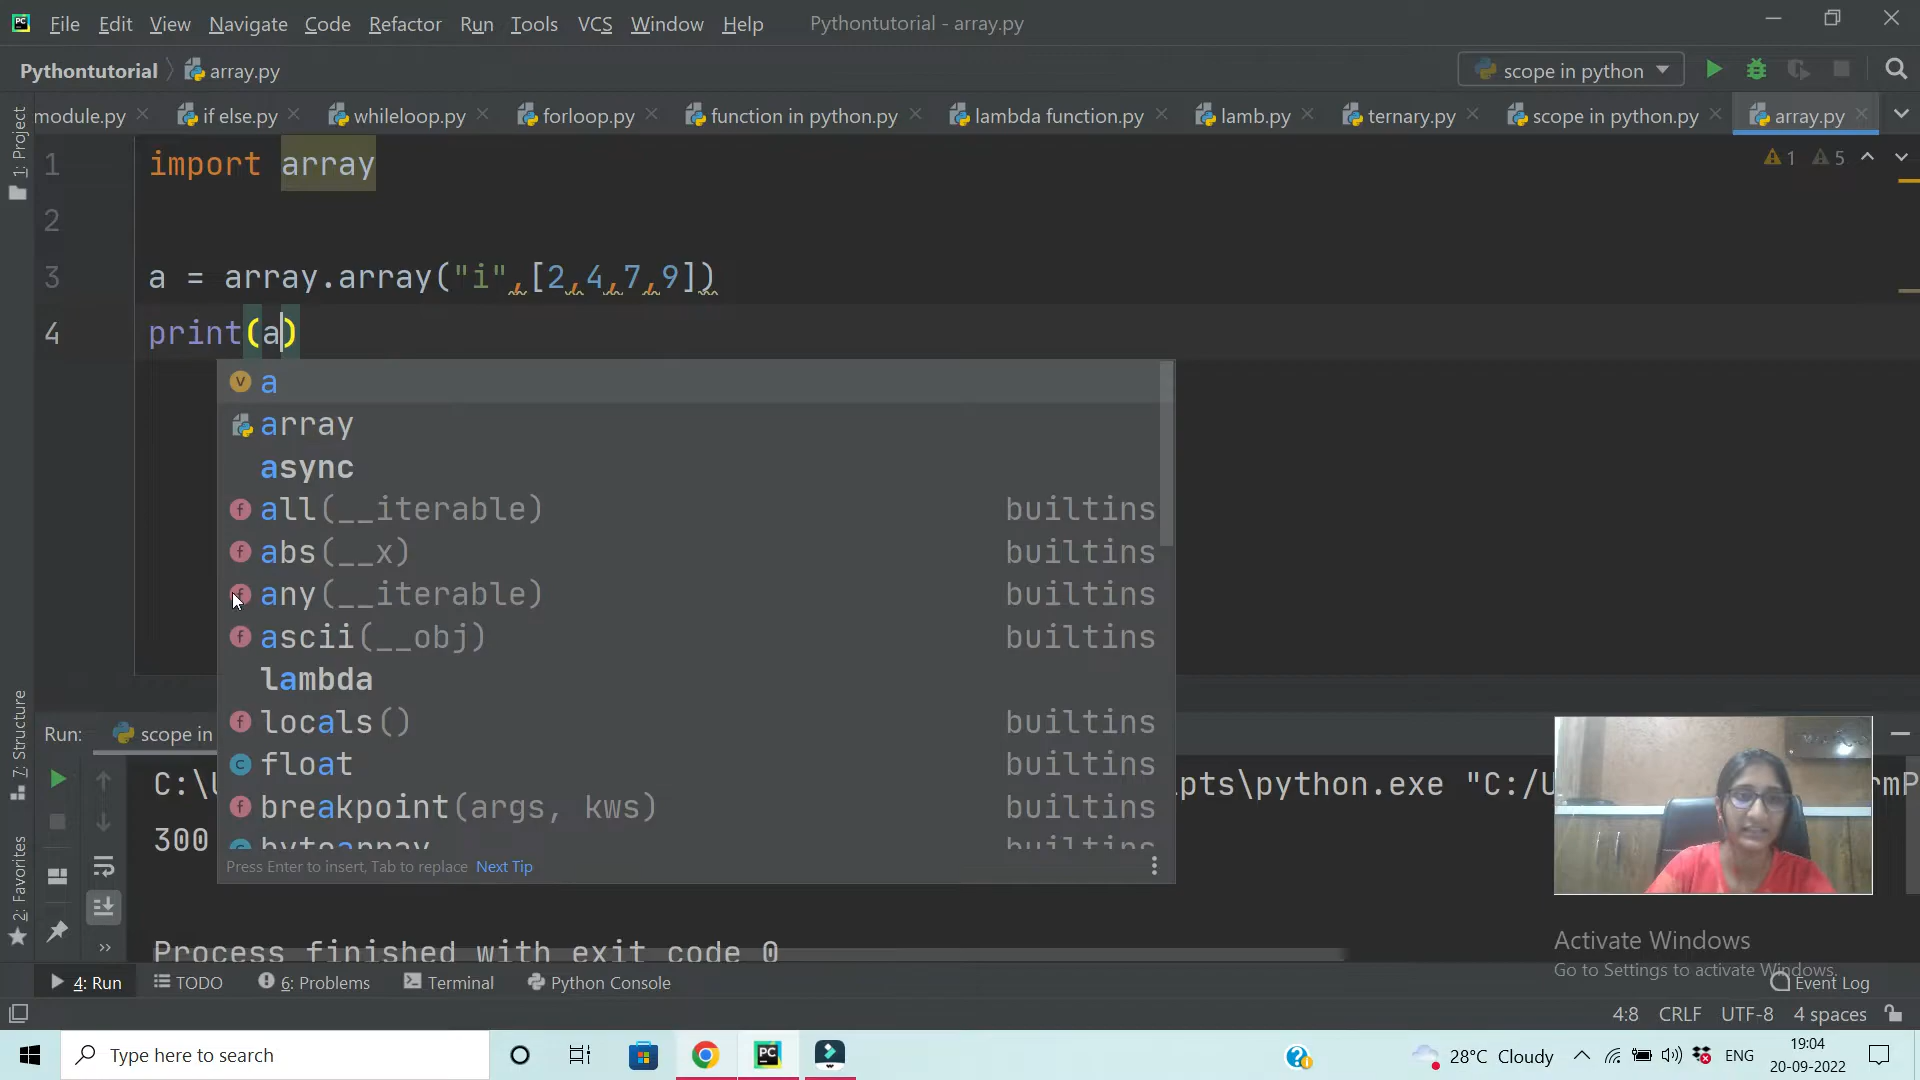 File Edit View Navigate Code Refactor Run Tools VCS Window Help Pythontutorial - array.py
Pythontutorial array.py scope in python
module.py if else.py whileloop.py forloop.py function in python.py lambda function.py lamb.py ternary.py scope in python.py array.py
1 import array
1 5
2
3 a = array.array("i",[2,4,7,9])
4 print(a)
a
array
async
all(__iterable) builtins
abs(__x) builtins
any(__iterable) builtins
ascii(__obj) builtins
lambda
locals() builtins
float builtins
breakpoint(args, kws) builtins
bytearray builtins
Press Enter to insert, Tab to replace Next Tip
1: Project
7: Structure
2: Favorites
Run: scope in
C:\ pts\python.exe "C:/U rmP
300
Process finished with exit code 0
Activate Windows
Go to Settings to activate Windows.
4: Run TODO 6: Problems Terminal Python Console Event Log
4:8 CRLF UTF-8 4 spaces
Type here to search 28°C Cloudy ENG 19:04
20-09-2022